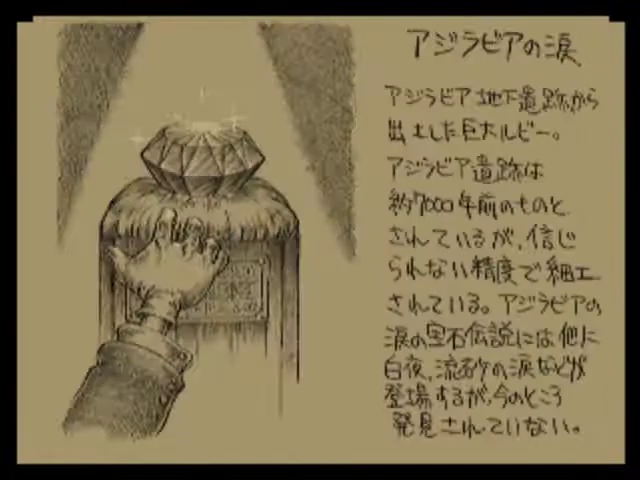 アジラビアの涙
アジラビア地下遺跡から
出土した巨大ルビー。
アジラビア遺跡は
約7000年前のものと
されているが、信じ
られない精度で細工
されている。アジラビアの
涙の宝石伝説には他に
白夜、流砂の涙などが
登場するが、今のところ
発見されていない。